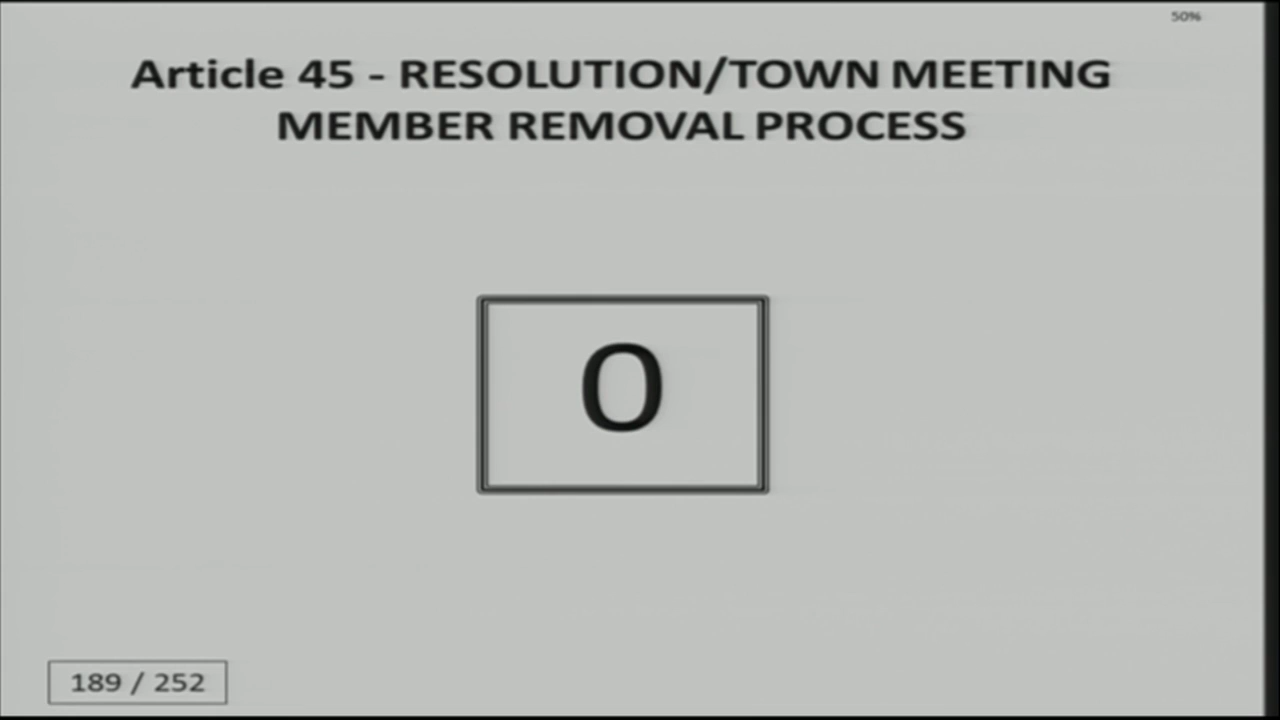 50%
Article 45 - RESOLUTION/TOWN MEETING
MEMBER REMOVAL PROCESS
0
189 / 252